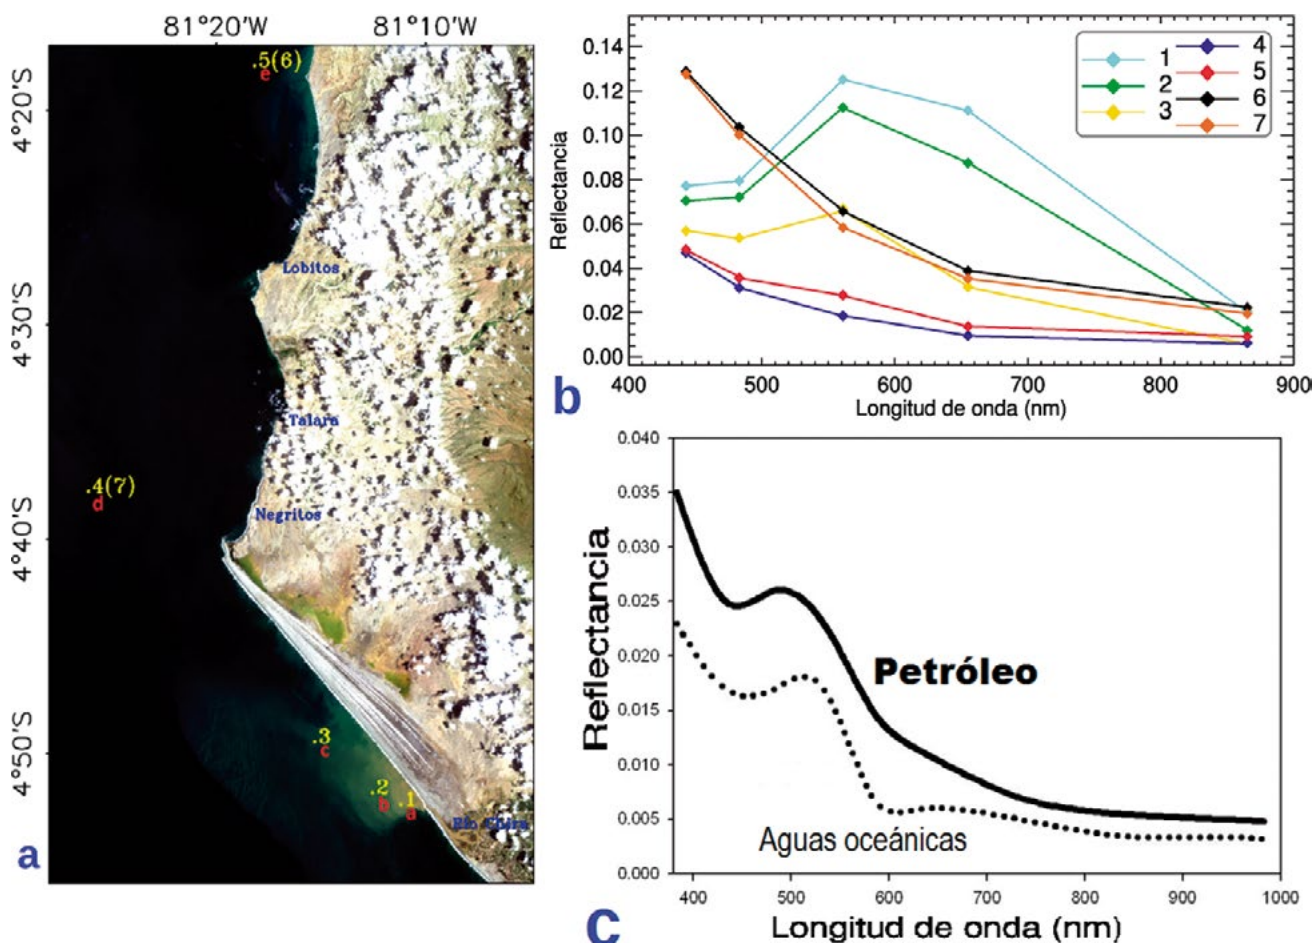 81°20'W 81°10'W
4°20'S
4°30'S
4°40'S
4°50'S
.5(6)
e
Lobitos
Talara
.4(7)
d
Negritos
.3
c
.2
b
.1
a
Río Chira
a
Reflectancia
0.14
0.12
0.10
0.08
0.06
0.04
0.02
0.00
1 4
2 5
3 6
7
400 500 600 700 800 900
Longitud de onda (nm)
b
Reflectancia
0.040
0.035
0.030
0.025
0.020
0.015
0.010
0.005
0.000
Petróleo
Aguas oceánicas
400 500 600 700 800 900 1000
Longitud de onda (nm)
c